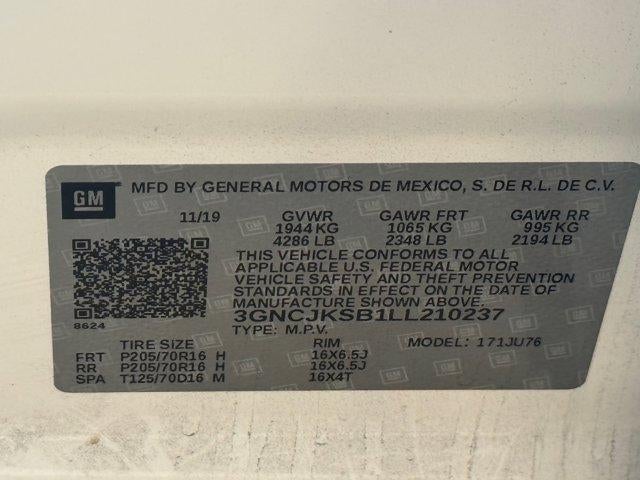 GM MFD BY GENERAL MOTORS DE MEXICO, S. DE R.L. DE C.V.
11/19 GVWR GAWR FRT GAWR RR
1944 KG 1065 KG 995 KG
4286 LB 2348 LB 2194 LB
THIS VEHICLE CONFORMS TO ALL
APPLICABLE U.S. FEDERAL MOTOR
VEHICLE SAFETY AND THEFT PREVENTION
STANDARDS IN EFFECT ON THE DATE OF
MANUFACTURE SHOWN ABOVE.
8624 3GNCJKSB1LL210237
TYPE: M.P.V.
TIRE SIZE RIM MODEL: 171JU76
FRT P205/70R16 H 16X6.5J
RR P205/70R16 H 16X6.5J
SPA T125/70D16 M 16X4T